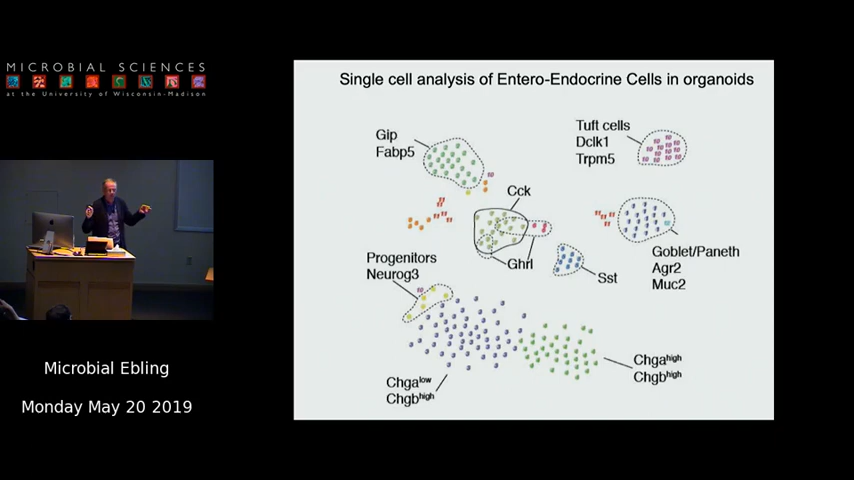 MICROBIAL SCIENCES
at the University of Wisconsin-Madison
Microbial Ebling
Monday May 20 2019
Single cell analysis of Entero-Endocrine Cells in organoids
Gip
Fabp5
Tuft cells
Dclk1
Trpm5
Cck
Progenitors
Neurog3
Ghrl
Sst
Goblet/Paneth
Agr2
Muc2
Chga^low
Chgb^high
Chga^high
Chgb^high